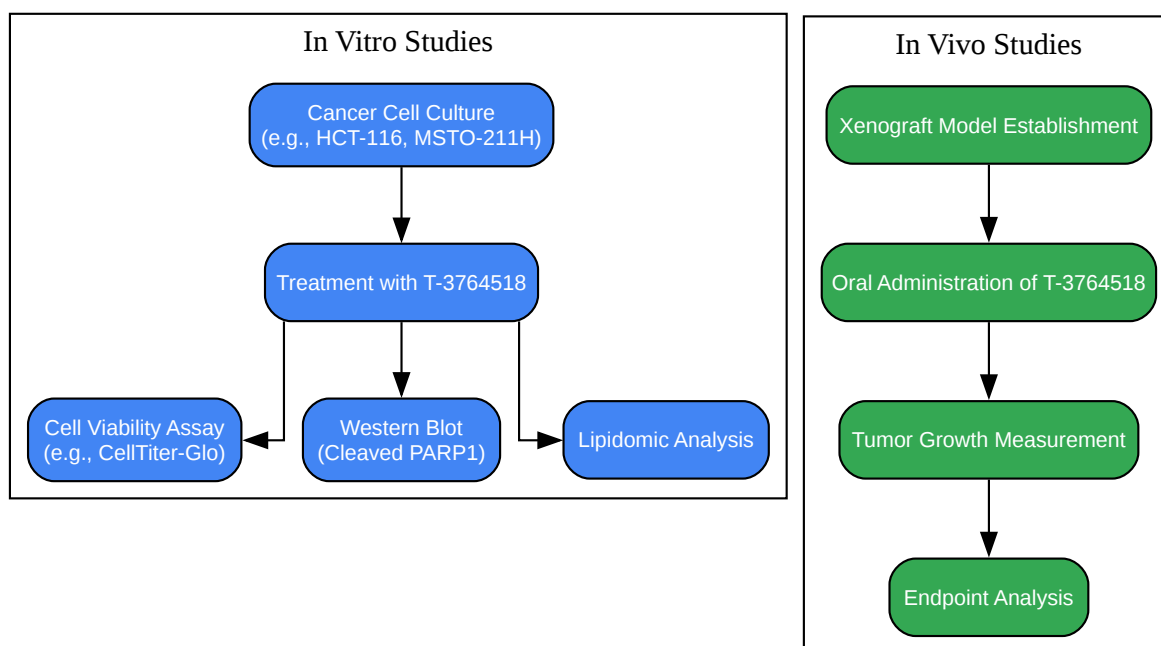 In Vitro Studies
Cancer Cell Culture
(e.g., HCT-116, MSTO-211H)
Treatment with T-3764518
Cell Viability Assay
(e.g., CellTiter-Glo)
Western Blot
(Cleaved PARP1)
Lipidomic Analysis
In Vivo Studies
Xenograft Model Establishment
Oral Administration of T-3764518
Tumor Growth Measurement
Endpoint Analysis